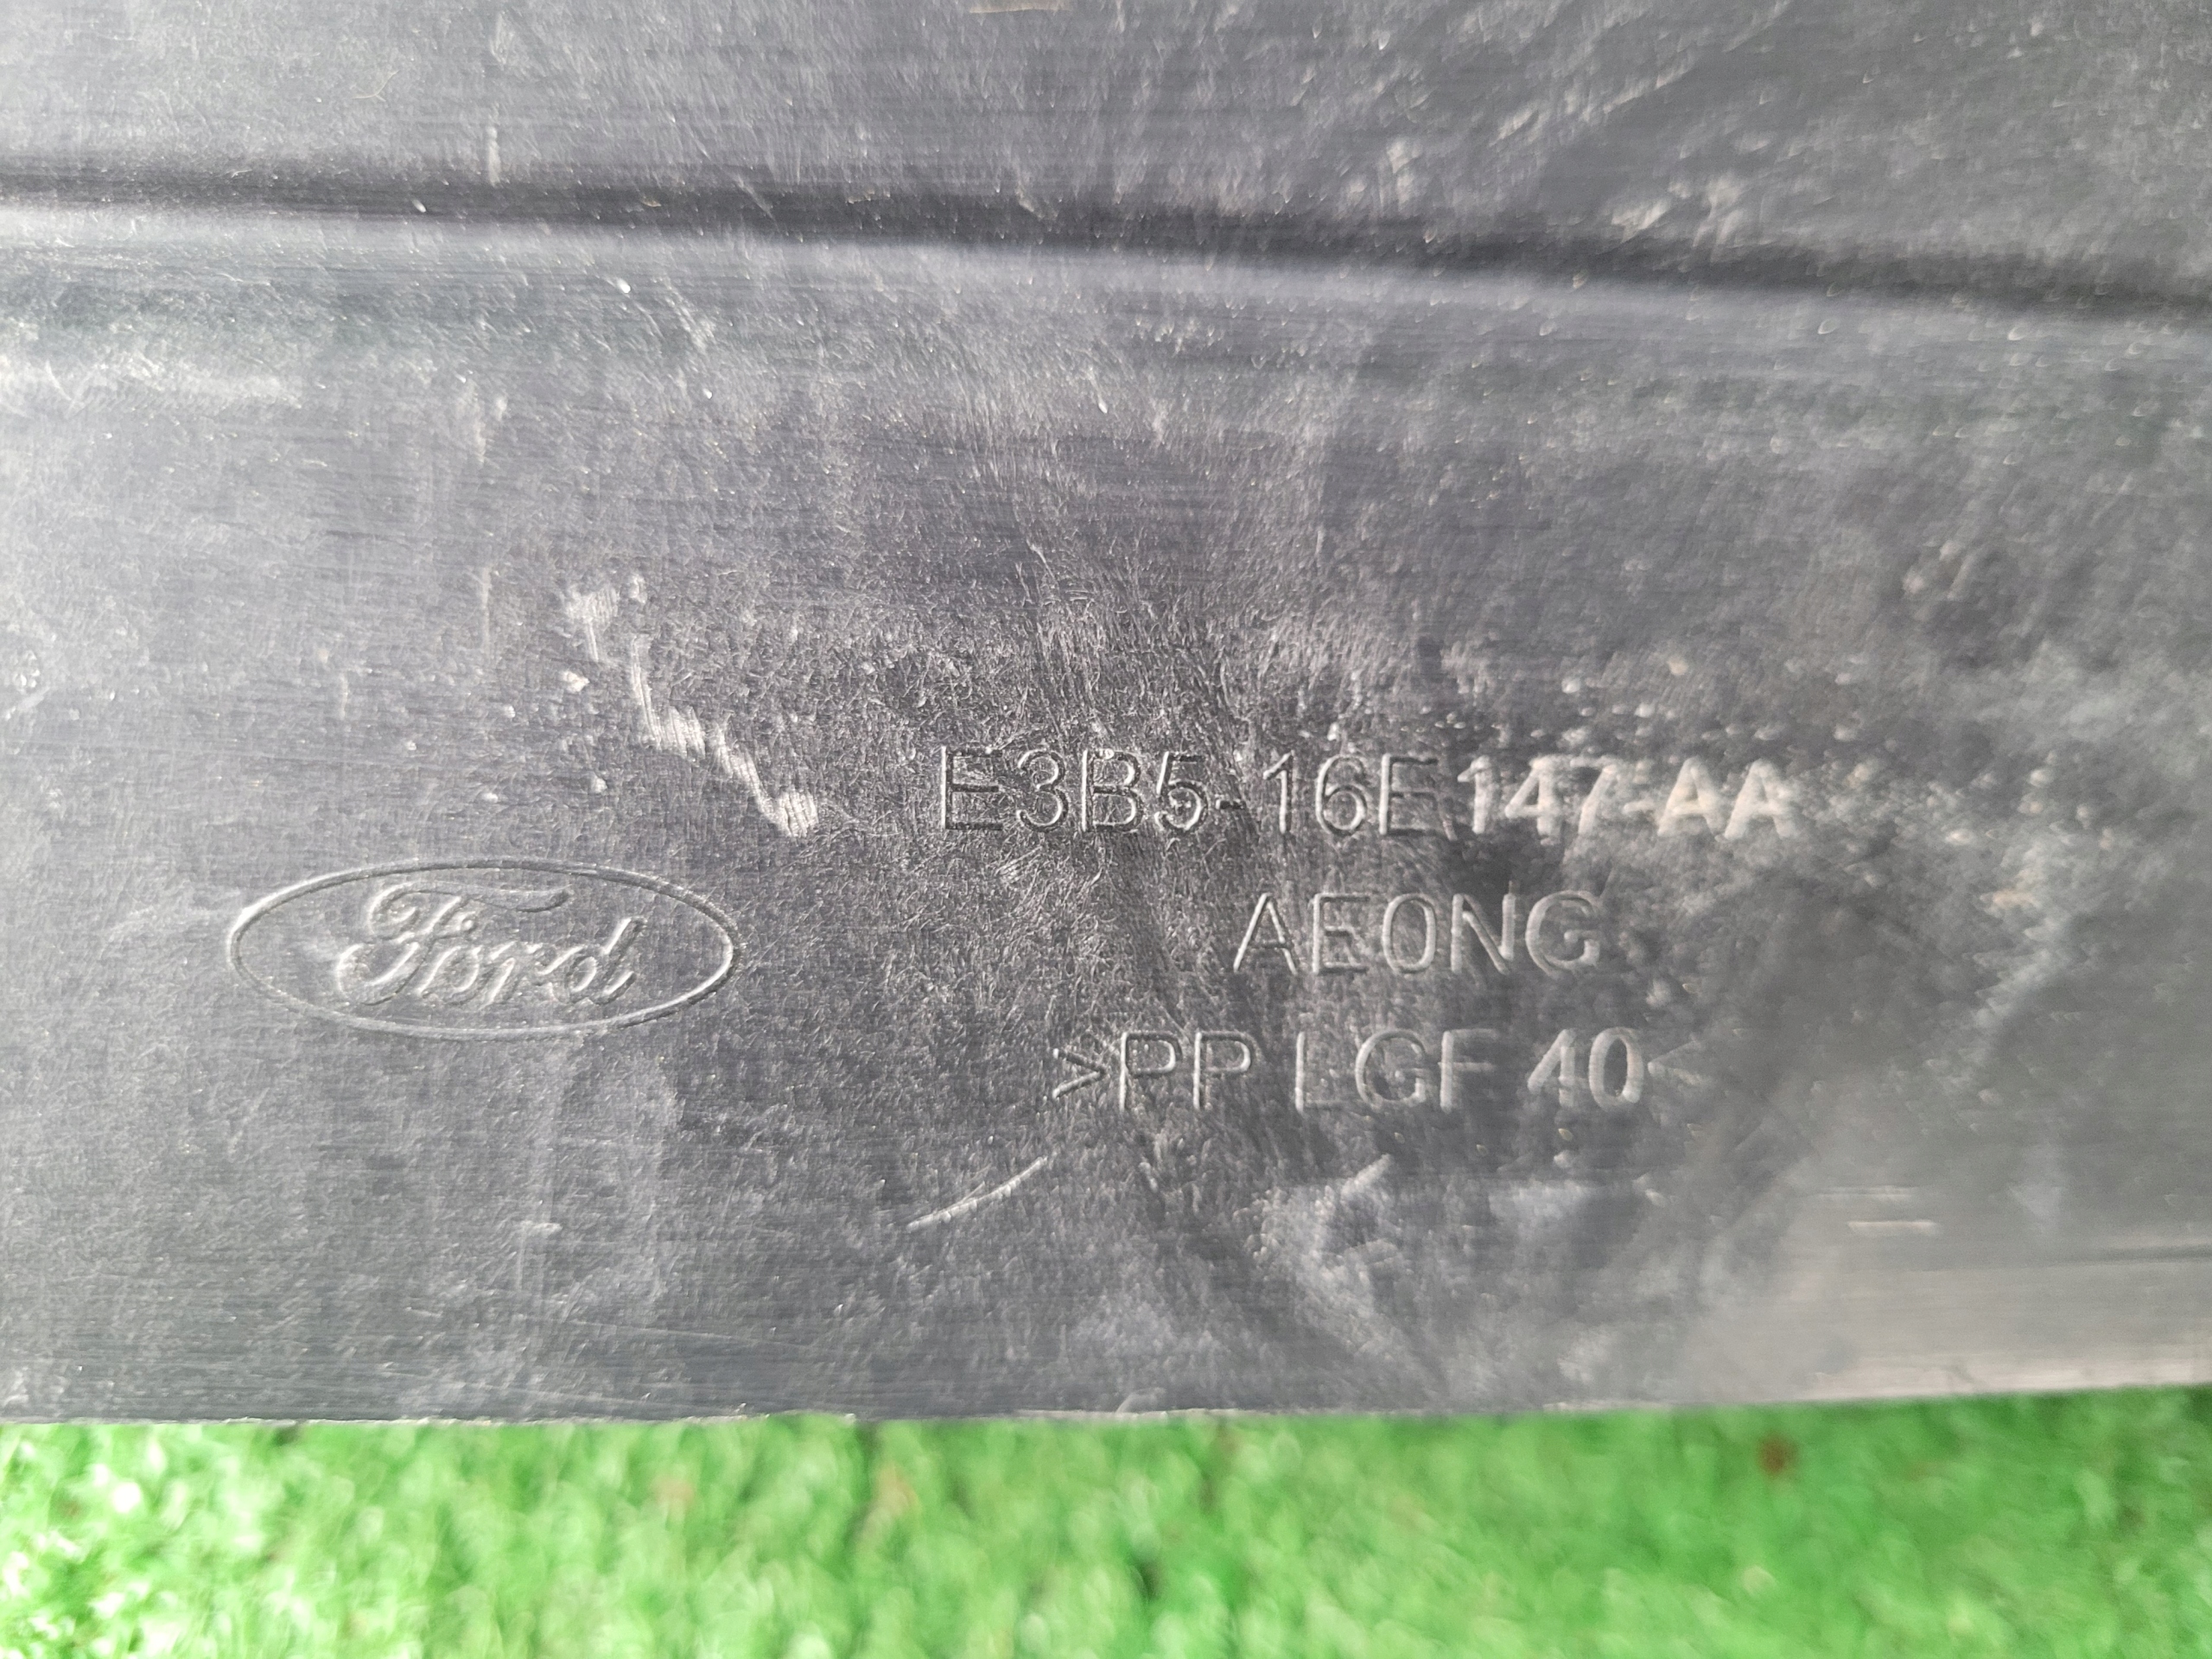 E3B5-16E147-AA
Ford
AE0NG
>PP LGF 40<